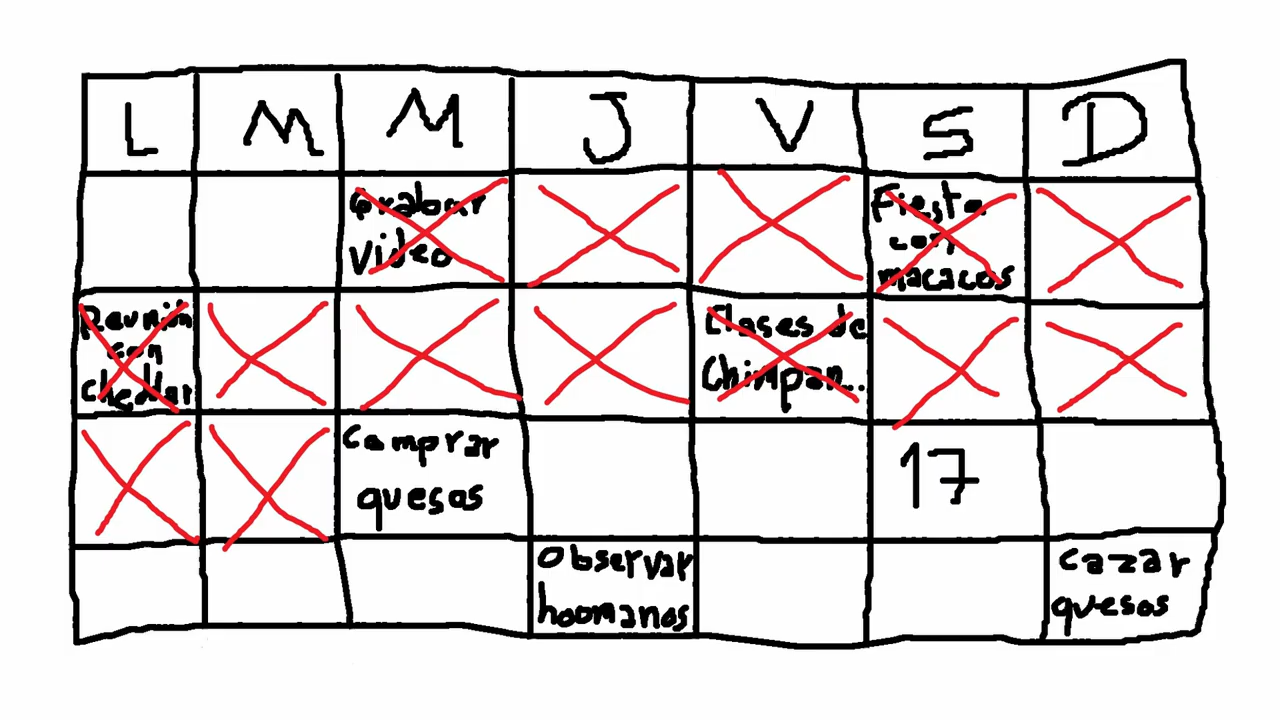 L M M J V S D
Grabar
video
Fiesta
con
macacos
Reunión
con
cheddar
Clases de
Chimpan...
Comprar
quesos
17
Observar
hoomanos
cazar
quesos